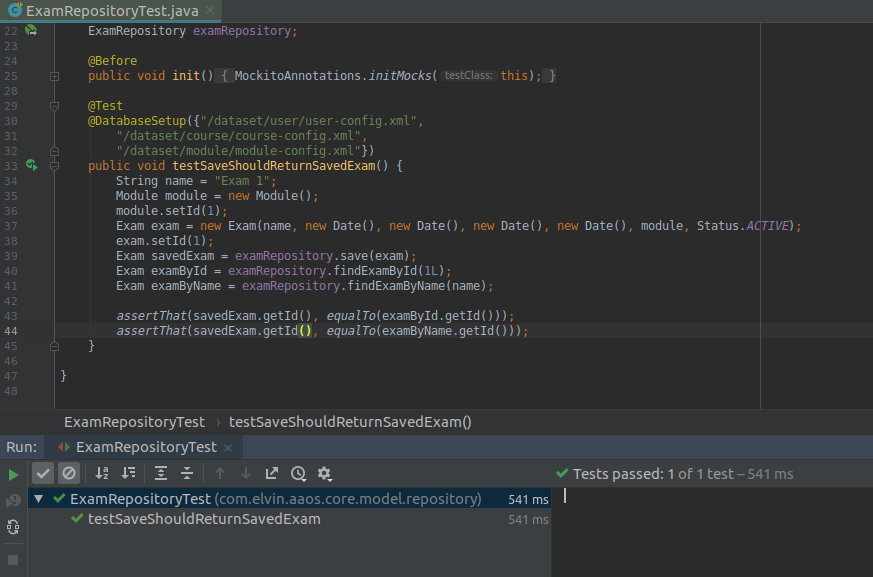 ExamRepositoryTest.java ×
22 ExamRepository examRepository;
23
24 @Before
25 public void init() { MockitoAnnotations.initMocks( testClass: this); }
28
29 @Test
30 @DatabaseSetup({"/dataset/user/user-config.xml",
31 "/dataset/course/course-config.xml",
32 "/dataset/module/module-config.xml"})
33 public void testSaveShouldReturnSavedExam() {
34 String name = "Exam 1";
35 Module module = new Module();
36 module.setId(1);
37 Exam exam = new Exam(name, new Date(), new Date(), new Date(), new Date(), module, Status.ACTIVE);
38 exam.setId(1);
39 Exam savedExam = examRepository.save(exam);
40 Exam examById = examRepository.findExamById(1L);
41 Exam examByName = examRepository.findExamByName(name);
42
43 assertThat(savedExam.getId(), equalTo(examById.getId()));
44 assertThat(savedExam.getId(), equalTo(examByName.getId()));
45 }
46
47 }
48
ExamRepositoryTest › testSaveShouldReturnSavedExam()
Run: ExamRepositoryTest ×
Tests passed: 1 of 1 test – 541 ms
ExamRepositoryTest (com.elvin.aaos.core.model.repository) 541 ms
testSaveShouldReturnSavedExam 541 ms